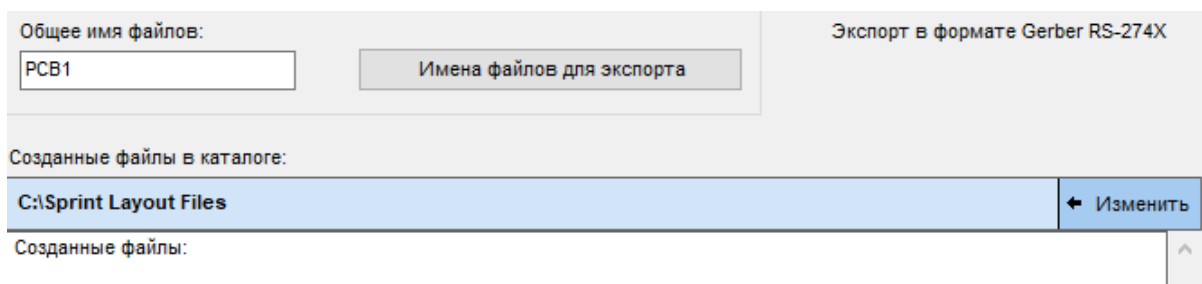 Общее имя файлов:
Экспорт в формате Gerber RS-274X
PCB1
Имена файлов для экспорта
Созданные файлы в каталоге:
C:\Sprint Layout Files
Изменить
Созданные файлы: